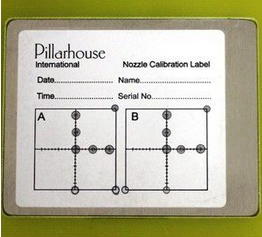 Pillarhouse
International Nozzle Calibration Label
Date.................... Name........................
Time.................... Serial No....................
A B